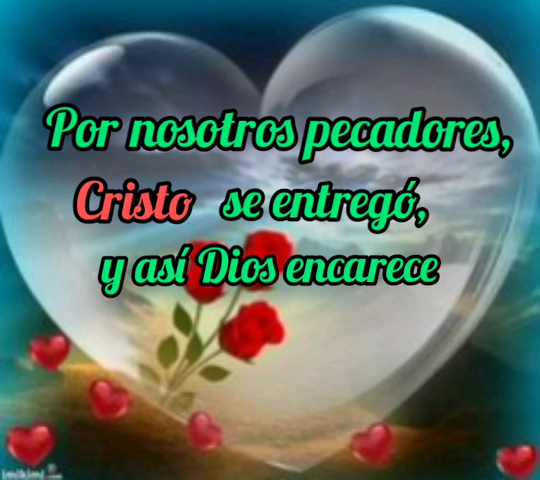 Por nosotros pecadores,
Cristo se entregó,
y así Dios encarece